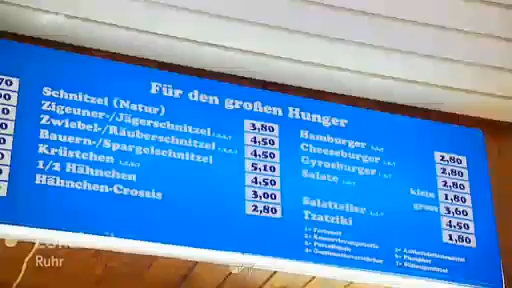 Für den großen Hunger
Schnitzel (Natur) 3,80
Zigeuner-/Jägerschnitzel 4,50
Zwiebel-/Räuberschnitzel 4,50
Bauern-/Spargelschnitzel 5,10
Krüstchen 4,50
1/2 Hähnchen 3,00
Hähnchen-Crossis 2,80
Hamburger 2,80
Cheeseburger 2,80
Gyrosburger 2,80
Salate klein 1,80
groß 3,60
Salatteller 4,50
Tzatziki 1,80
Ruhr